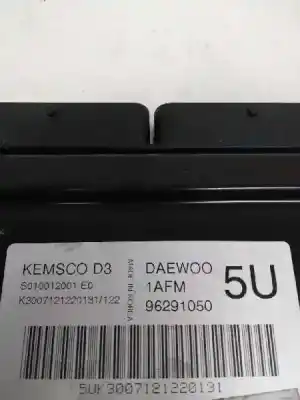 KEMSCO D3
S010012001 E0
K3007121220131/122
MADE IN KOREA
DAEWOO
1AFM
96291050
5U
5UK3007121220131